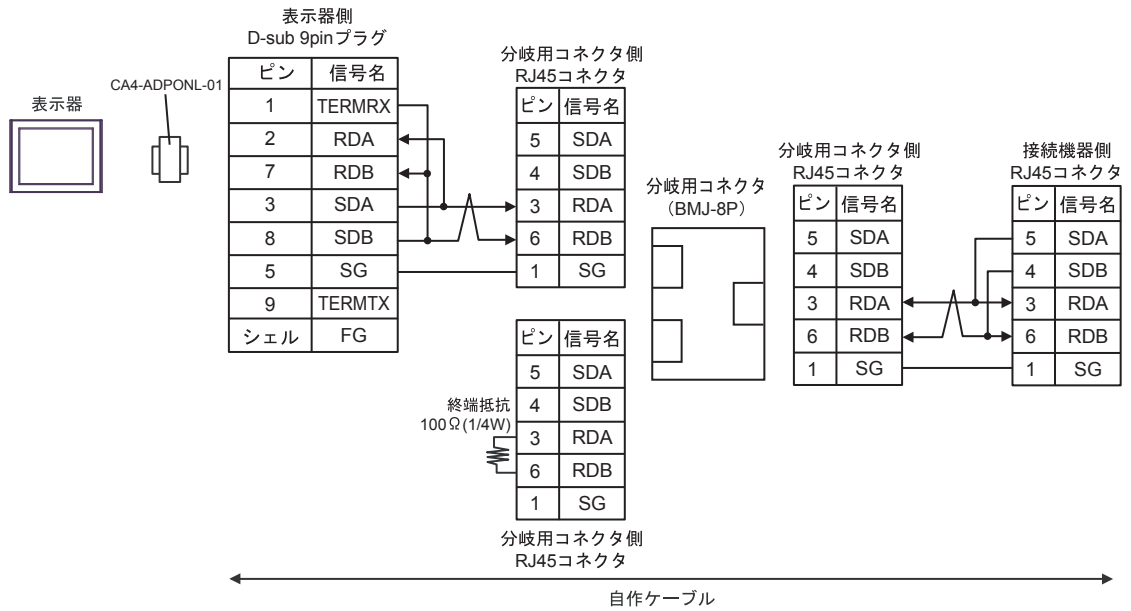 表示器
CA4-ADPONL-01
表示器側
D-sub 9pinプラグ
ピン 信号名
1 TERMRX
2 RDA
7 RDB
3 SDA
8 SDB
5 SG
9 TERMTX
シェル FG
分岐用コネクタ側
RJ45コネクタ
ピン 信号名
5 SDA
4 SDB
3 RDA
6 RDB
1 SG
終端抵抗
100Ω(1/4W)
ピン 信号名
5 SDA
4 SDB
3 RDA
6 RDB
1 SG
分岐用コネクタ側
RJ45コネクタ
分岐用コネクタ
（BMJ-8P）
分岐用コネクタ側
RJ45コネクタ
ピン 信号名
5 SDA
4 SDB
3 RDA
6 RDB
1 SG
接続機器側
RJ45コネクタ
ピン 信号名
5 SDA
4 SDB
3 RDA
6 RDB
1 SG
自作ケーブル